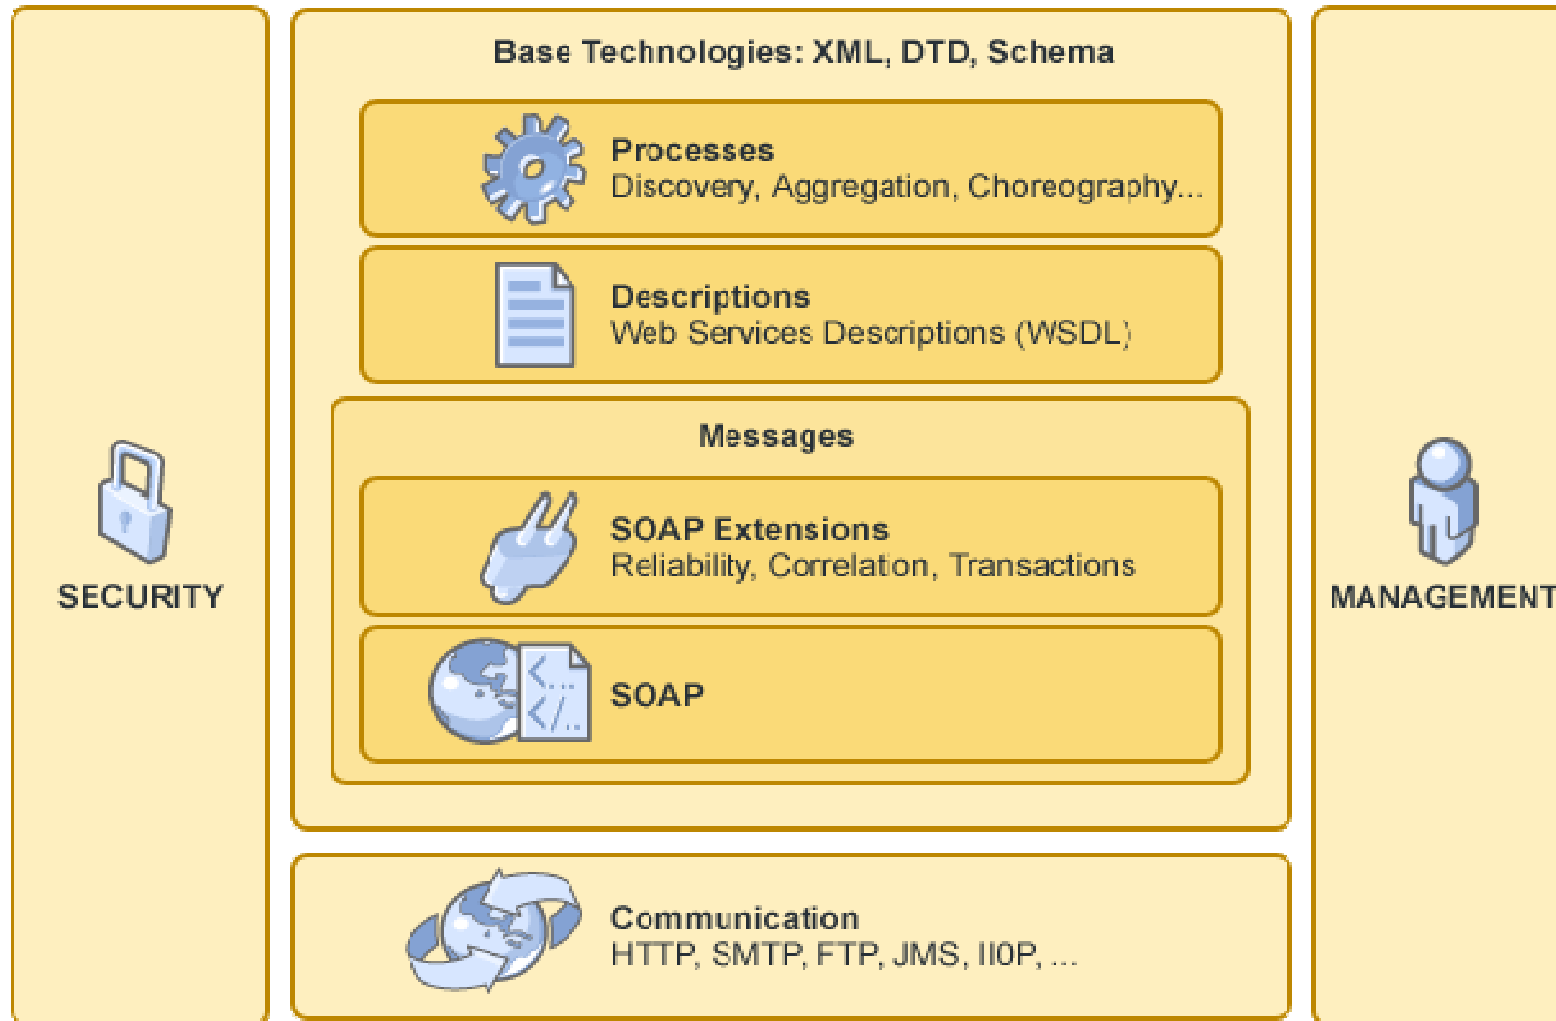 Base Technologies: XML, DTD, Schema
Processes
Discovery, Aggregation, Choreography...
Descriptions
Web Services Descriptions (WSDL)
Messages
SOAP Extensions
Reliability, Correlation, Transactions
SOAP
<...
</..
SECURITY
MANAGEMENT
Communication
HTTP, SMTP, FTP, JMS, II0P, ...